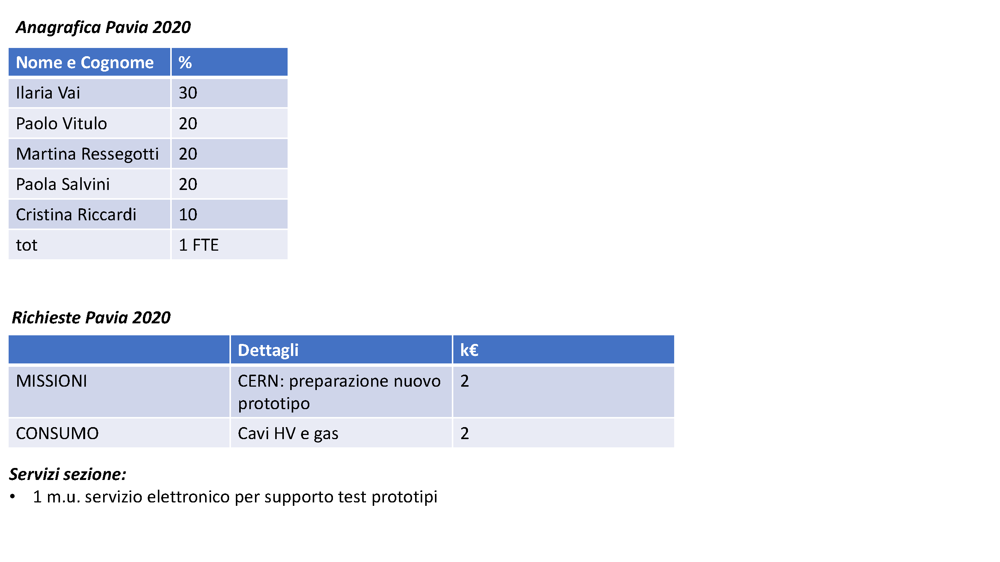 Anagrafica Pavia 2020
Nome e Cognome %
Ilaria Vai 30
Paolo Vitulo 20
Martina Ressegotti 20
Paola Salvini 20
Cristina Riccardi 10
tot 1 FTE
Richieste Pavia 2020
Dettagli k€
MISSIONI CERN: preparazione nuovo 2
prototipo
CONSUMO Cavi HV e gas 2
Servizi sezione:
• 1 m.u. servizio elettronico per supporto test prototipi